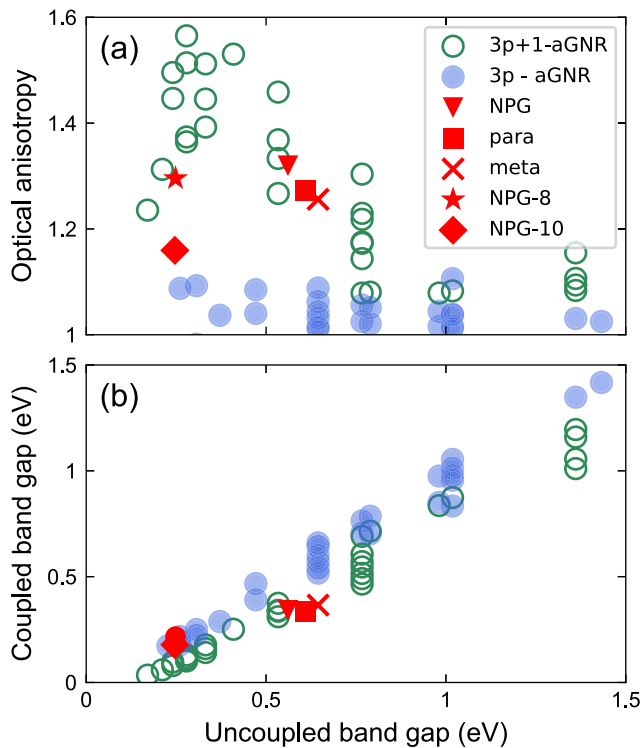 1.6
(a)
3p+1-aGNR
3p - aGNR
NPG
para
meta
NPG-8
NPG-10
1.4
1.2
1
Optical anisotropy
1.5
(b)
1
0.5
0
Coupled band gap (eV)
0
0.5
1
1.5
Uncoupled band gap (eV)